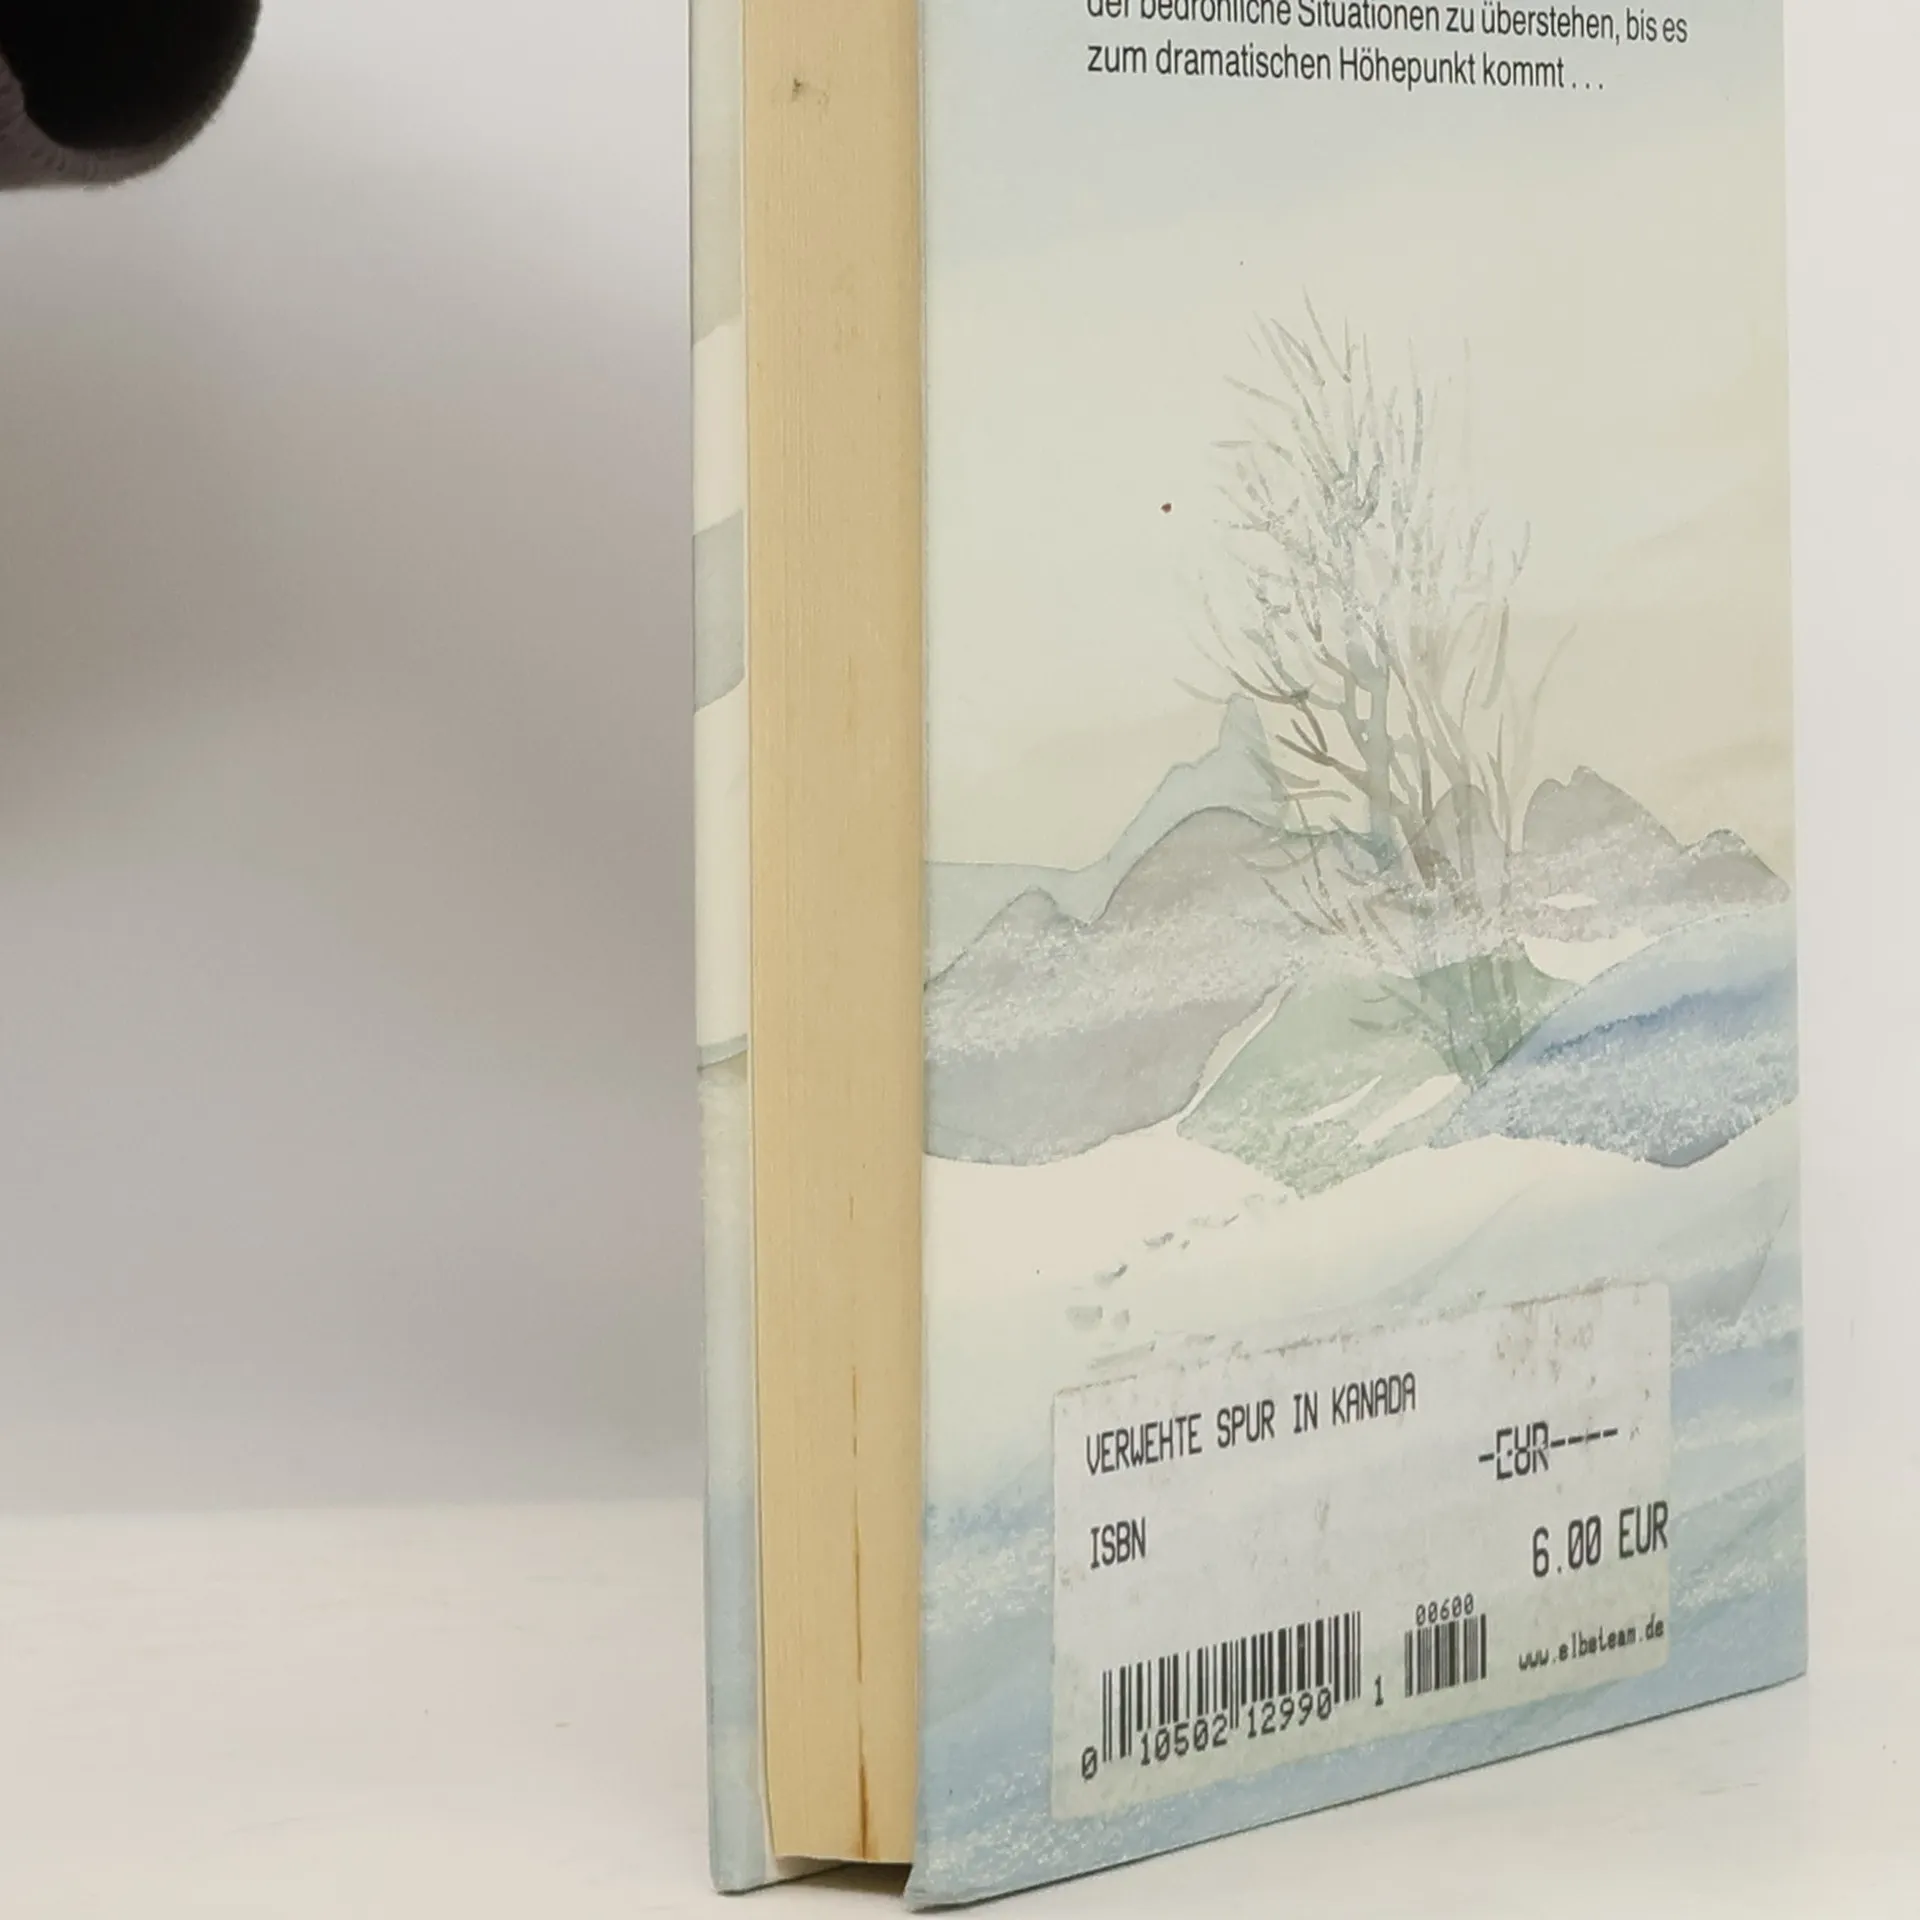 der bedrohliche Situationen zu überstehen, bis es
zum dramatischen Höhepunkt kommt . . .
VERWEHTE SPUR IN KANADA
-EUR----
ISBN
6.00 EUR
00600
www.elbeteam.de
0 10502 12990 1